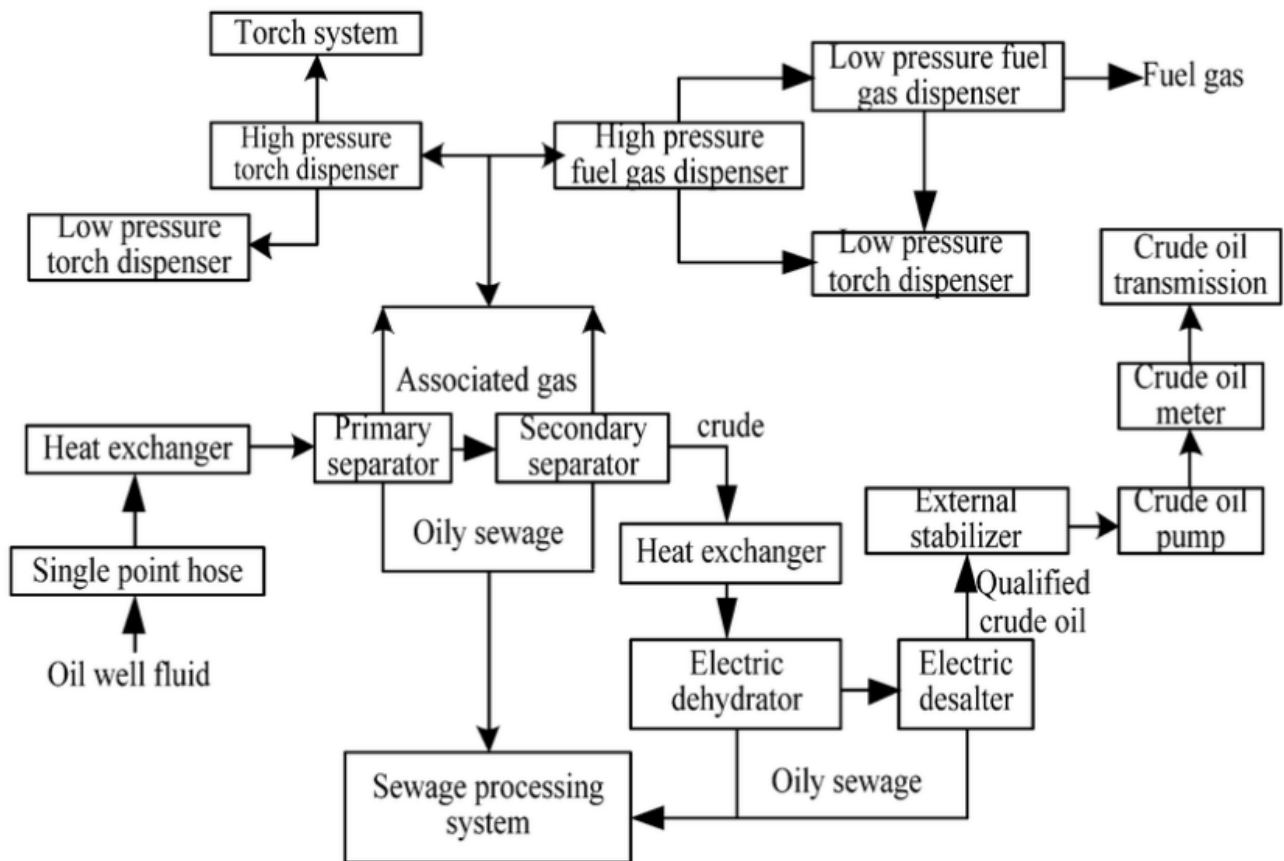 Torch system
Low pressure fuel
gas dispenser
Fuel gas
High pressure
torch dispenser
High pressure
fuel gas dispenser
Low pressure
torch dispenser
Low pressure
torch dispenser
Crude oil
transmission
Associated gas
Crude oil
meter
Heat exchanger
Primary
separator
Secondary
separator
crude
Oily sewage
External
stabilizer
Crude oil
pump
Single point hose
Heat exchanger
Qualified
crude oil
Oil well fluid
Electric
dehydrator
Electric
desalter
Sewage processing
system
Oily sewage